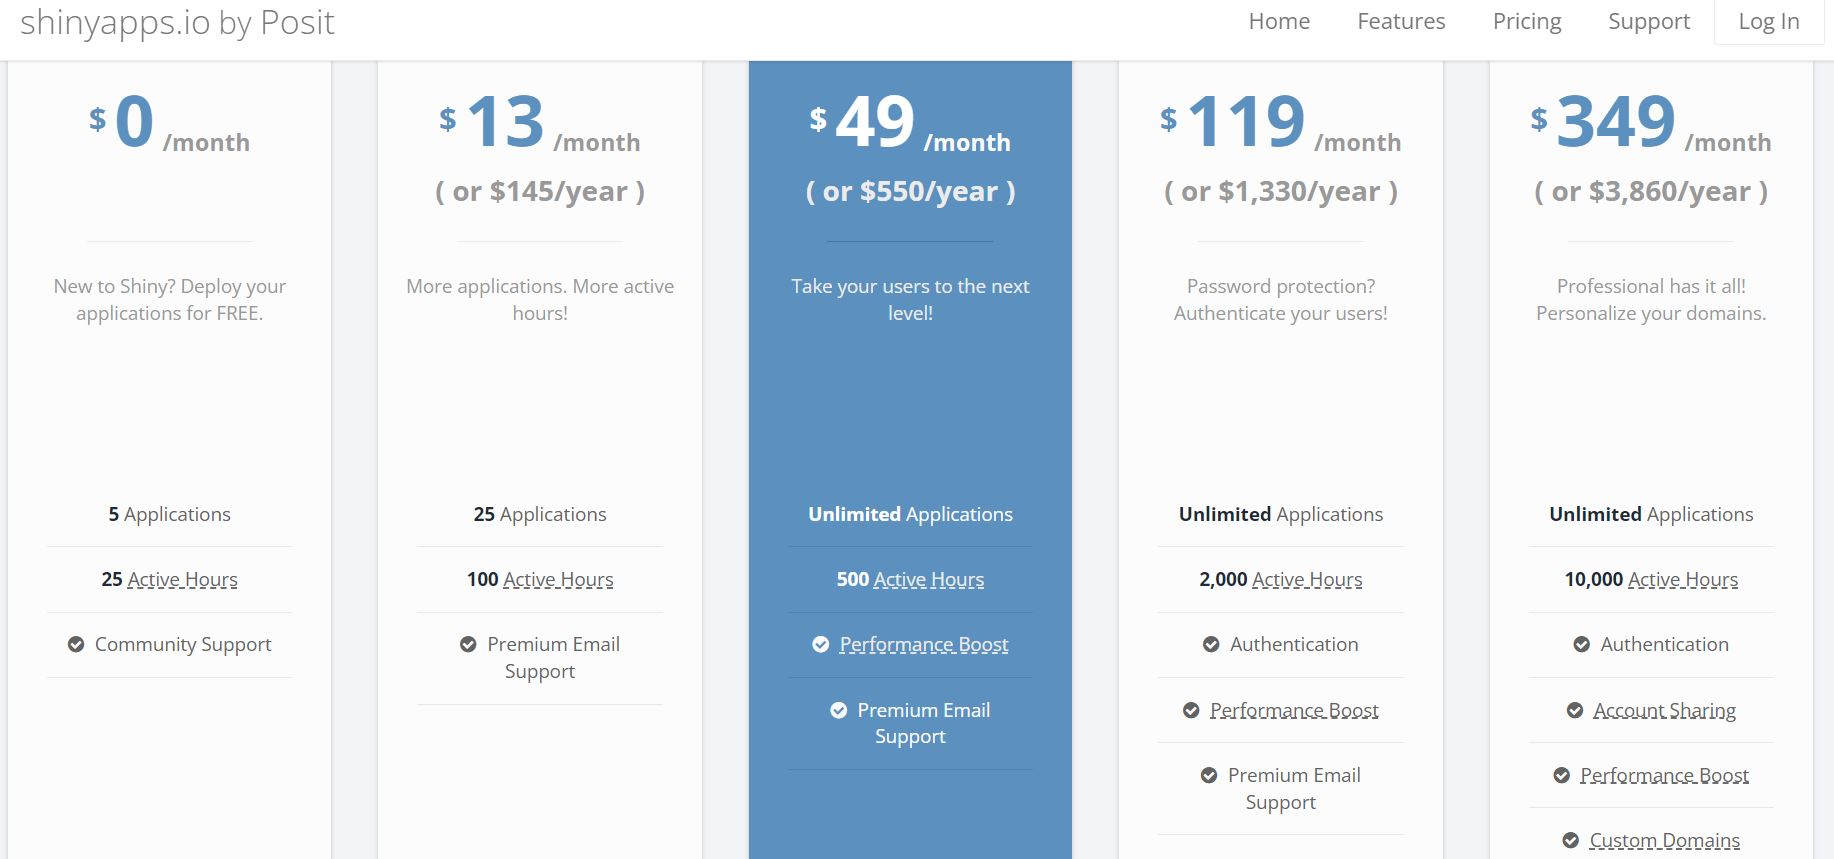 shinyapps.io by Posit
Home Features Pricing Support Log In
$0 /month
New to Shiny? Deploy your
applications for FREE.
5 Applications
25 Active Hours
Community Support
$13 /month
( or $145/year )
More applications. More active
hours!
25 Applications
100 Active Hours
Premium Email
Support
$49 /month
( or $550/year )
Take your users to the next
level!
Unlimited Applications
500 Active Hours
Performance Boost
Premium Email
Support
$119 /month
( or $1,330/year )
Password protection?
Authenticate your users!
Unlimited Applications
2,000 Active Hours
Authentication
Performance Boost
Premium Email
Support
$349 /month
( or $3,860/year )
Professional has it all!
Personalize your domains.
Unlimited Applications
10,000 Active Hours
Authentication
Account Sharing
Performance Boost
Custom Domains